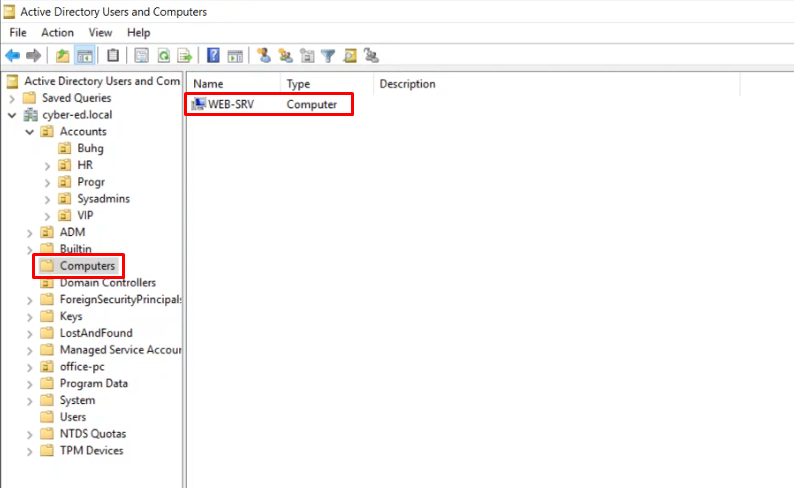 Active Directory Users and Computers
File Action View Help
Active Directory Users and Com
Saved Queries
cyber-ed.local
Accounts
Buhg
HR
Progr
Sysadmins
VIP
ADM
Builtin
Computers
Domain Controllers
ForeignSecurityPrincipals
Keys
LostAndFound
Managed Service Accour
office-pc
Program Data
System
Users
NTDS Quotas
TPM Devices
Name Type Description
WEB-SRV Computer